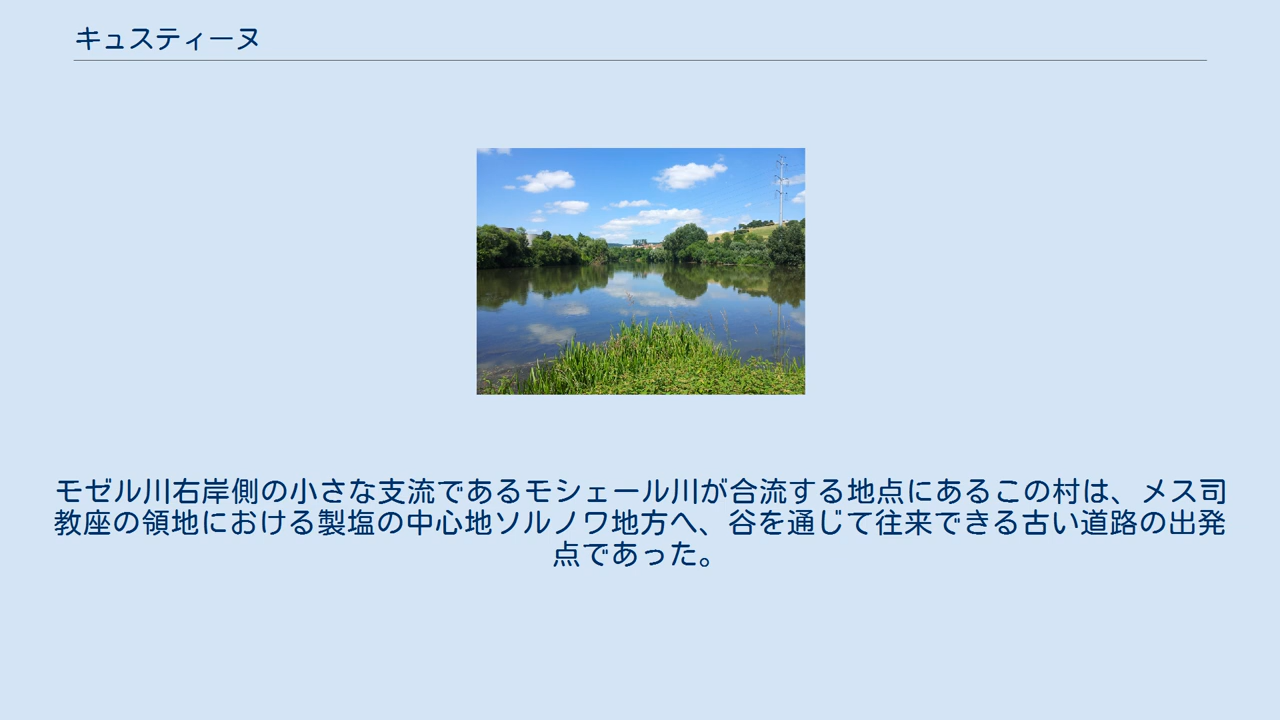 キュスティーヌ
モゼル川右岸側の小さな支流であるモシェール川が合流する地点にあるこの村は、メス司
教座の領地における製塩の中心地ソルノワ地方へ、谷を通じて往来できる古い道路の出発
点であった。